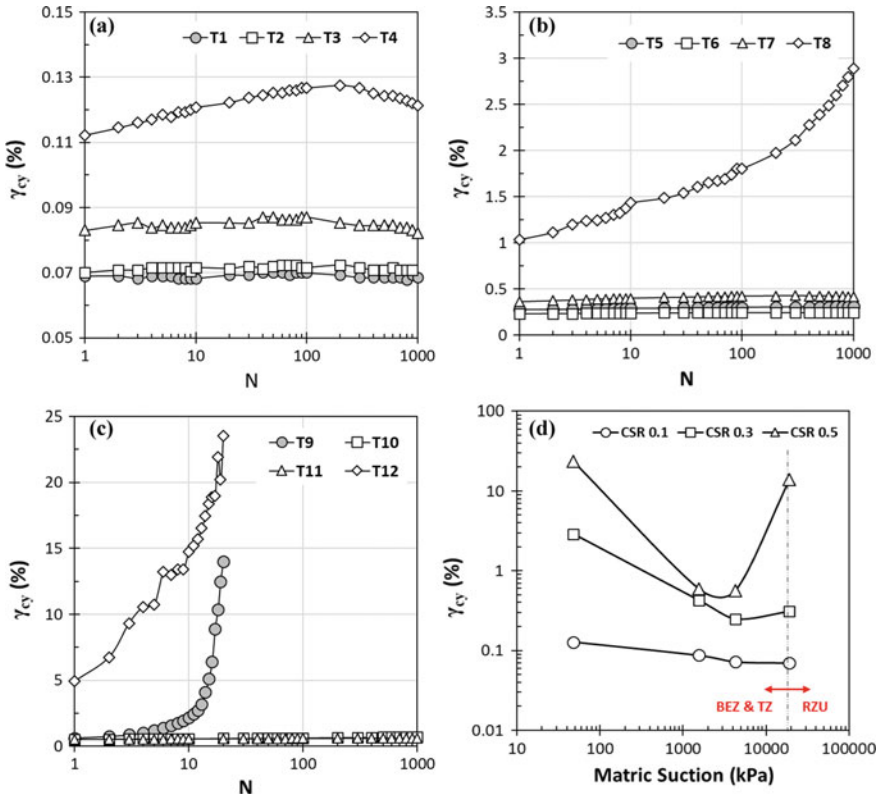 (a)
T1 T2 T3 T4
0.15
0.13
0.11
0.09
0.07
0.05
γcy (%)
1 10 100 1000
N
(b)
T5 T6 T7 T8
3.5
3
2.5
2
1.5
1
0.5
0
γcy (%)
1 10 100 1000
N
(c)
T9 T10
T11 T12
25
20
15
10
5
0
γcy (%)
1 10 100 1000
N
(d)
CSR 0.1 CSR 0.3 CSR 0.5
100
10
1
0.1
0.01
γcy (%)
BEZ & TZ RZU
10 100 1000 10000 100000
Matric Suction (kPa)